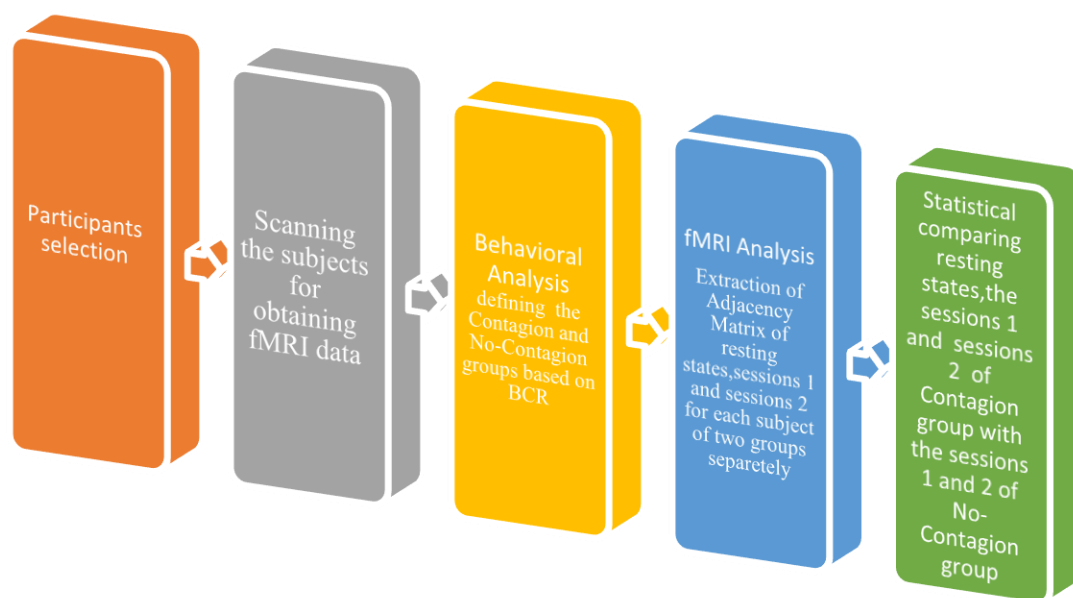 Participants
selection
Scanning
the subjects
for
obtaining
fMRI data
Behavioral
Analysis
defining the
Contagion and
No-Contagion
groups based on
BCR
fMRI Analysis
Extraction of
Adjacency
Matrix of
resting
states,sessions 1
and sessions 2
for each subject
of two groups
separetely
Statistical
comparing
resting
states,the
sessions 1
and sessions
2 of
Contagion
group with
the sessions
1 and 2 of
No-
Contagion
group